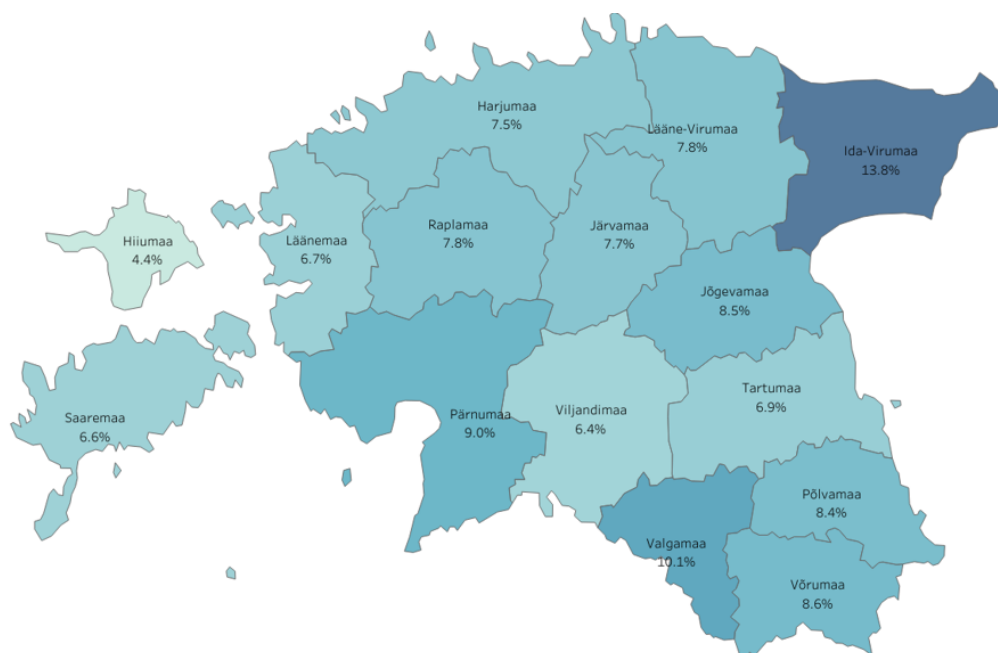 Harjumaa
7.5%
Lääne-Virumaa
7.8%
Ida-Virumaa
13.8%
Hiiumaa
4.4%
Läänemaa
6.7%
Raplamaa
7.8%
Järvamaa
7.7%
Jõgevamaa
8.5%
Saaremaa
6.6%
Pärnumaa
9.0%
Viljandimaa
6.4%
Tartumaa
6.9%
Põlvamaa
8.4%
Valgamaa
10.1%
Võrumaa
8.6%